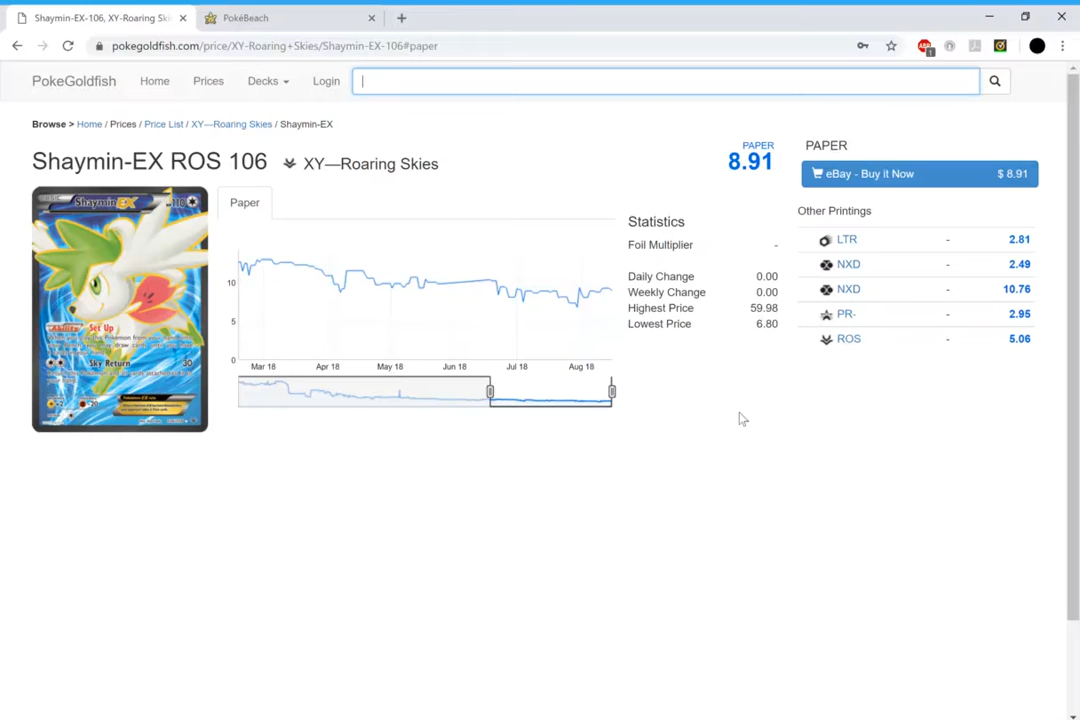 Shaymin-EX-106, XY-Roaring Ski
PokéBeach
pokegoldfish.com/price/XY-Roaring+Skies/Shaymin-EX-106#paper
PokeGoldfish Home Prices Decks Login
Browse > Home / Prices / Price List / XY—Roaring Skies / Shaymin-EX
Shaymin-EX ROS 106 XY—Roaring Skies
PAPER
8.91
PAPER
eBay - Buy it Now $ 8.91
Other Printings
LTR - 2.81
NXD - 2.49
NXD - 10.76
PR- - 2.95
ROS - 5.06
Paper
Statistics
Foil Multiplier -
Daily Change 0.00
Weekly Change 0.00
Highest Price 59.98
Lowest Price 6.80
10
5
0
Mar 18 Apr 18 May 18 Jun 18 Jul 18 Aug 18
Shaymin EX 110
Ability Set Up
Sky Return 30